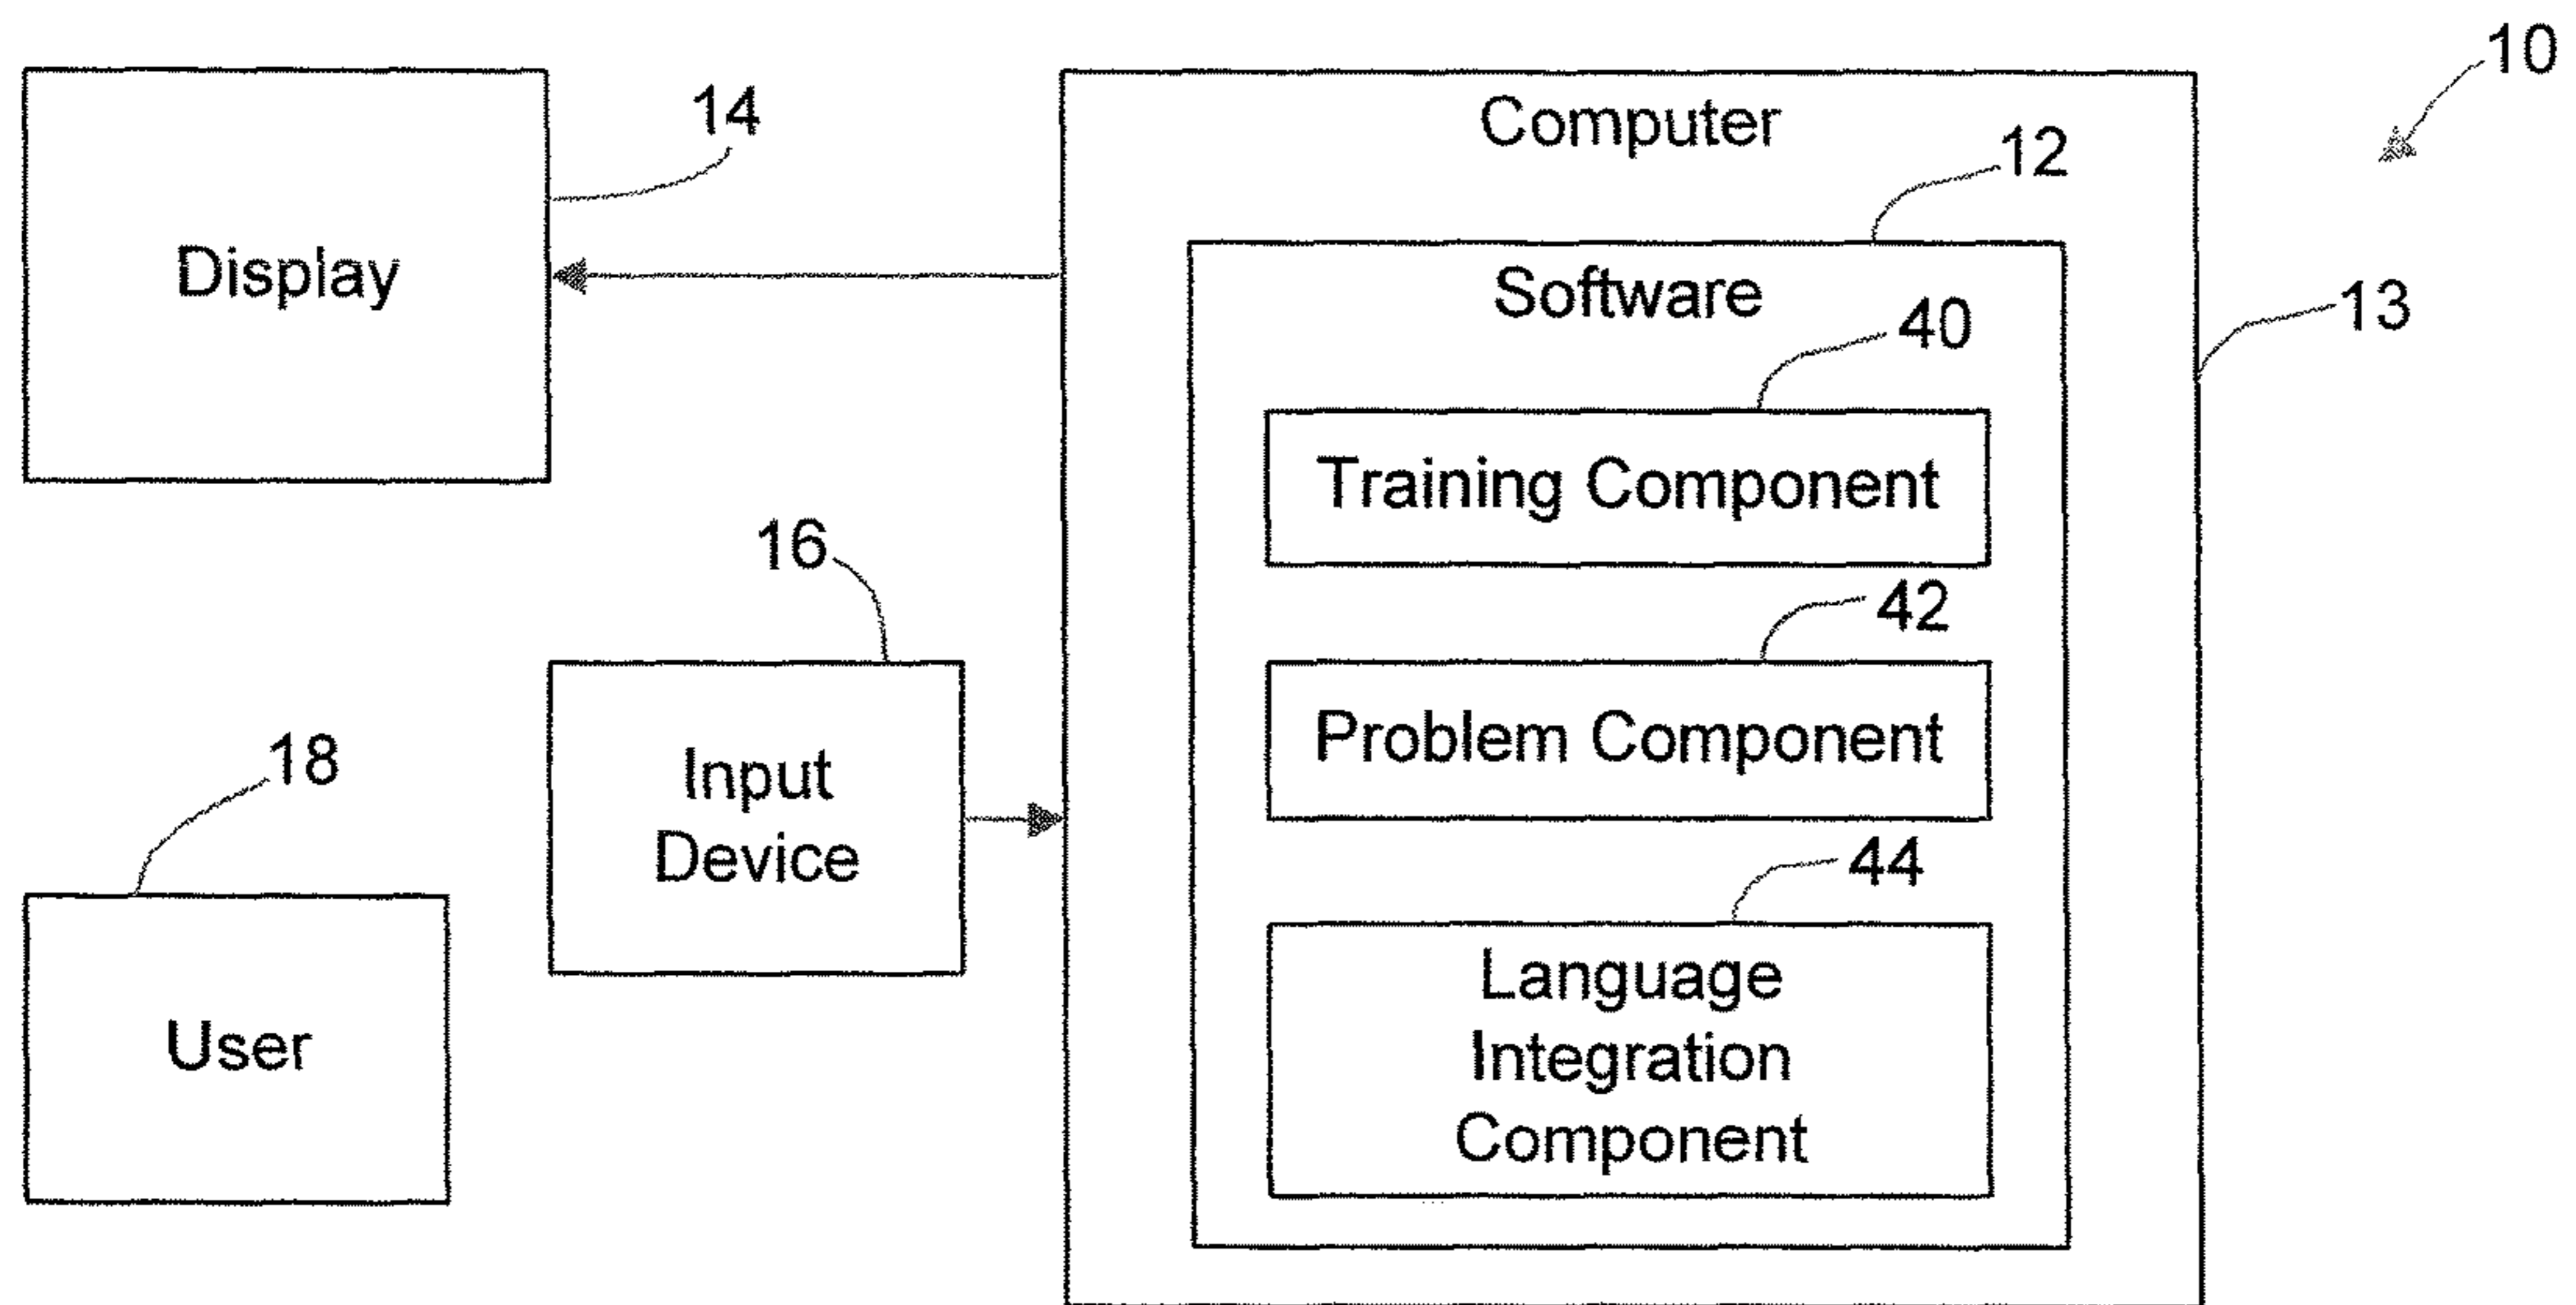 10
14
Computer
12
Display
Software
13
40
Training Component
16
42
Problem Component
18
Input
Device
44
Language
Integration
Component
User